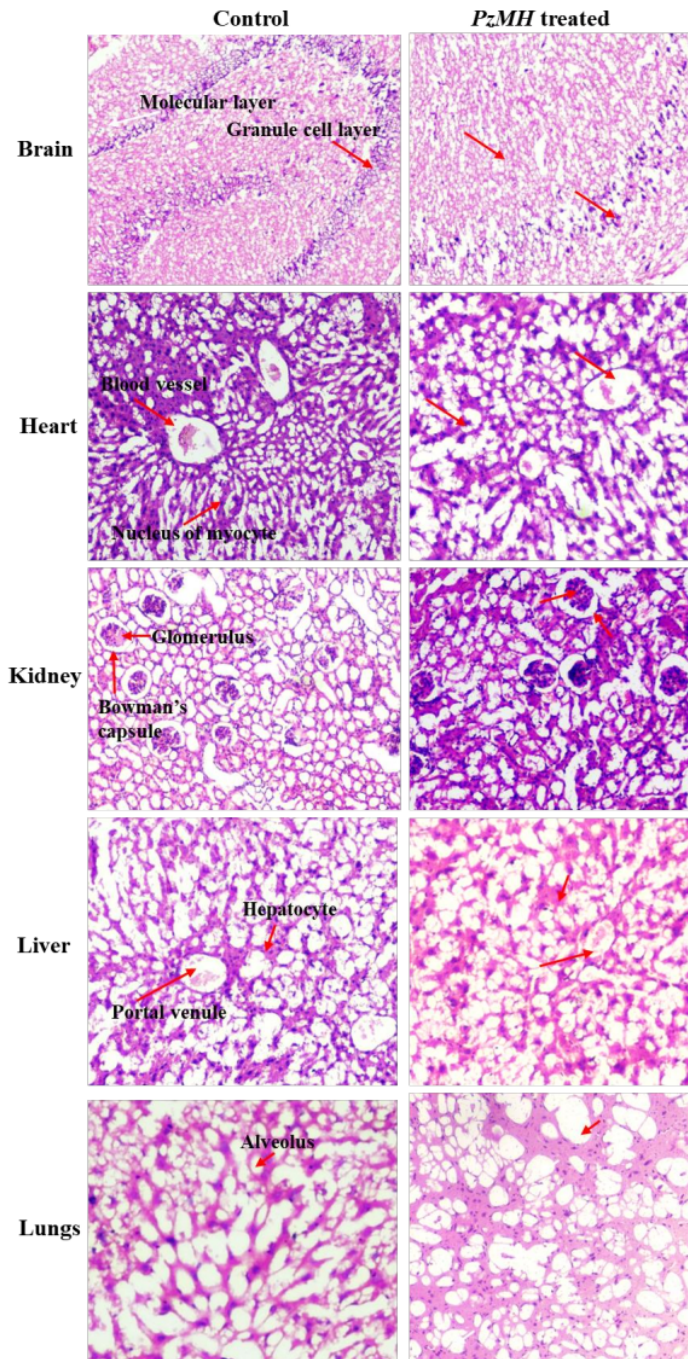 Control
PzMH treated
Brain
Molecular layer
Granule cell layer
Heart
Blood vessel
Nucleus of myocyte
Kidney
Glomerulus
Bowman's
capsule
Liver
Hepatocyte
Portal venule
Lungs
Alveolus